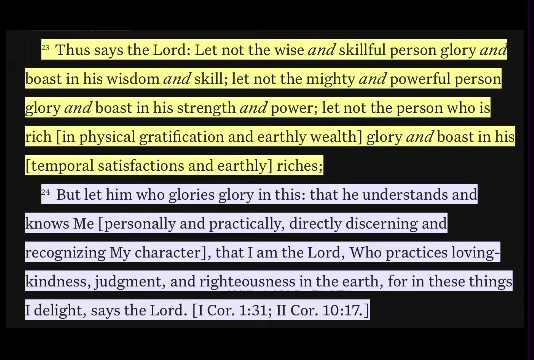 23 Thus says the Lord: Let not the wise and skillful person glory and
boast in his wisdom and skill; let not the mighty and powerful person
glory and boast in his strength and power; let not the person who is
rich [in physical gratification and earthly wealth] glory and boast in his
[temporal satisfactions and earthly] riches;
24 But let him who glories glory in this: that he understands and
knows Me [personally and practically, directly discerning and
recognizing My character], that I am the Lord, Who practices loving-
kindness, judgment, and righteousness in the earth, for in these things
I delight, says the Lord. [I Cor. 1:31; II Cor. 10:17.]